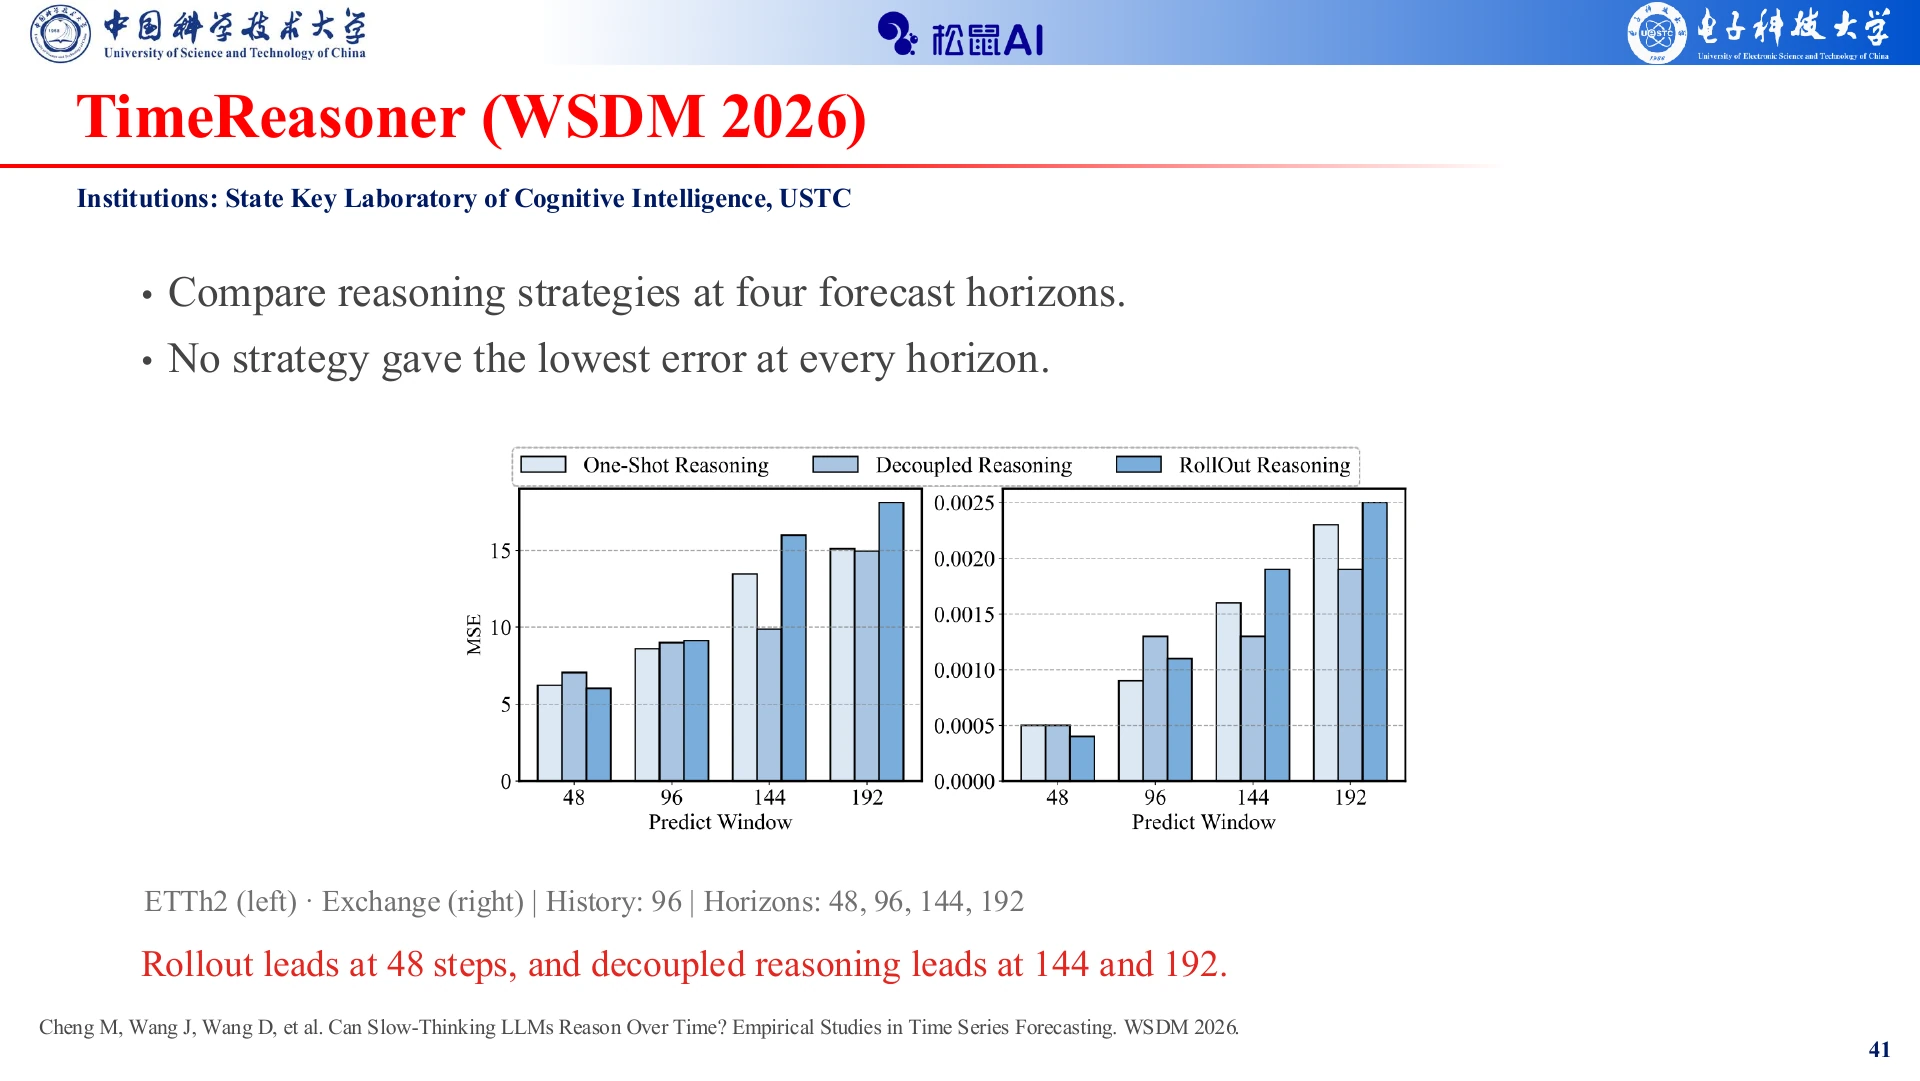 中国科学技术大学
University of Science and Technology of China
松鼠AI
电子科技大学
University of Electronic Science and Technology of China
TimeReasoner (WSDM 2026)
Institutions: State Key Laboratory of Cognitive Intelligence, USTC
• Compare reasoning strategies at four forecast horizons.
• No strategy gave the lowest error at every horizon.
One-Shot Reasoning Decoupled Reasoning RollOut Reasoning
MSE
15
10
5
0
48 96 144 192
Predict Window
0.0025
0.0020
0.0015
0.0010
0.0005
0.0000
48 96 144 192
Predict Window
ETTh2 (left) · Exchange (right) | History: 96 | Horizons: 48, 96, 144, 192
Rollout leads at 48 steps, and decoupled reasoning leads at 144 and 192.
Cheng M, Wang J, Wang D, et al. Can Slow-Thinking LLMs Reason Over Time? Empirical Studies in Time Series Forecasting. WSDM 2026.
41